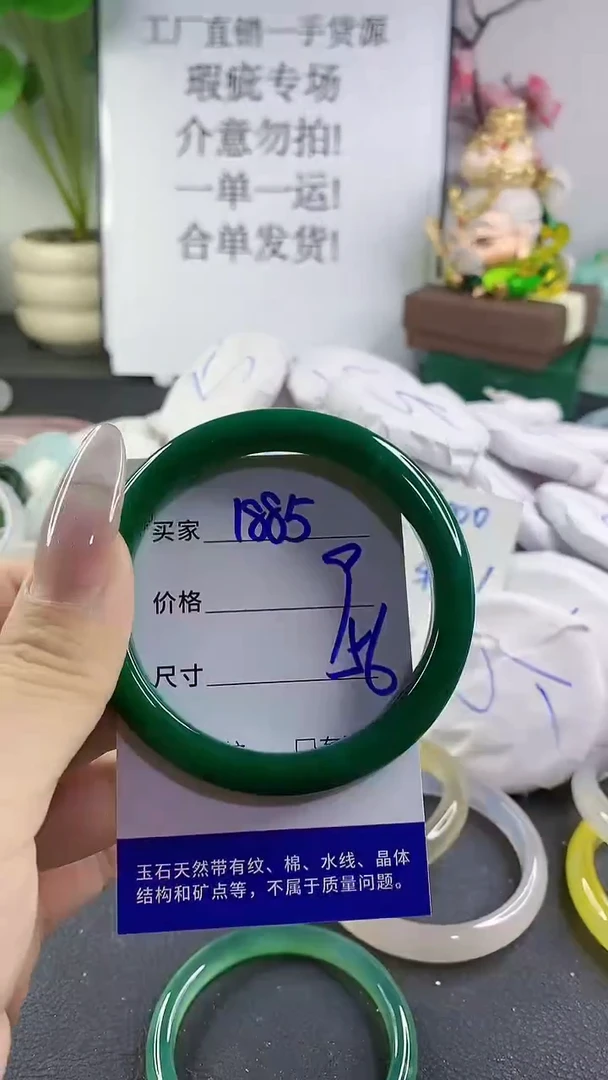 工厂直销一手货源
瑕疵专场
介意勿拍!
一单一运!
合单发货!
买家 1885
价格
尺寸 56
玉石天然带有纹、棉、水线、晶体
结构和矿点等，不属于质量问题。